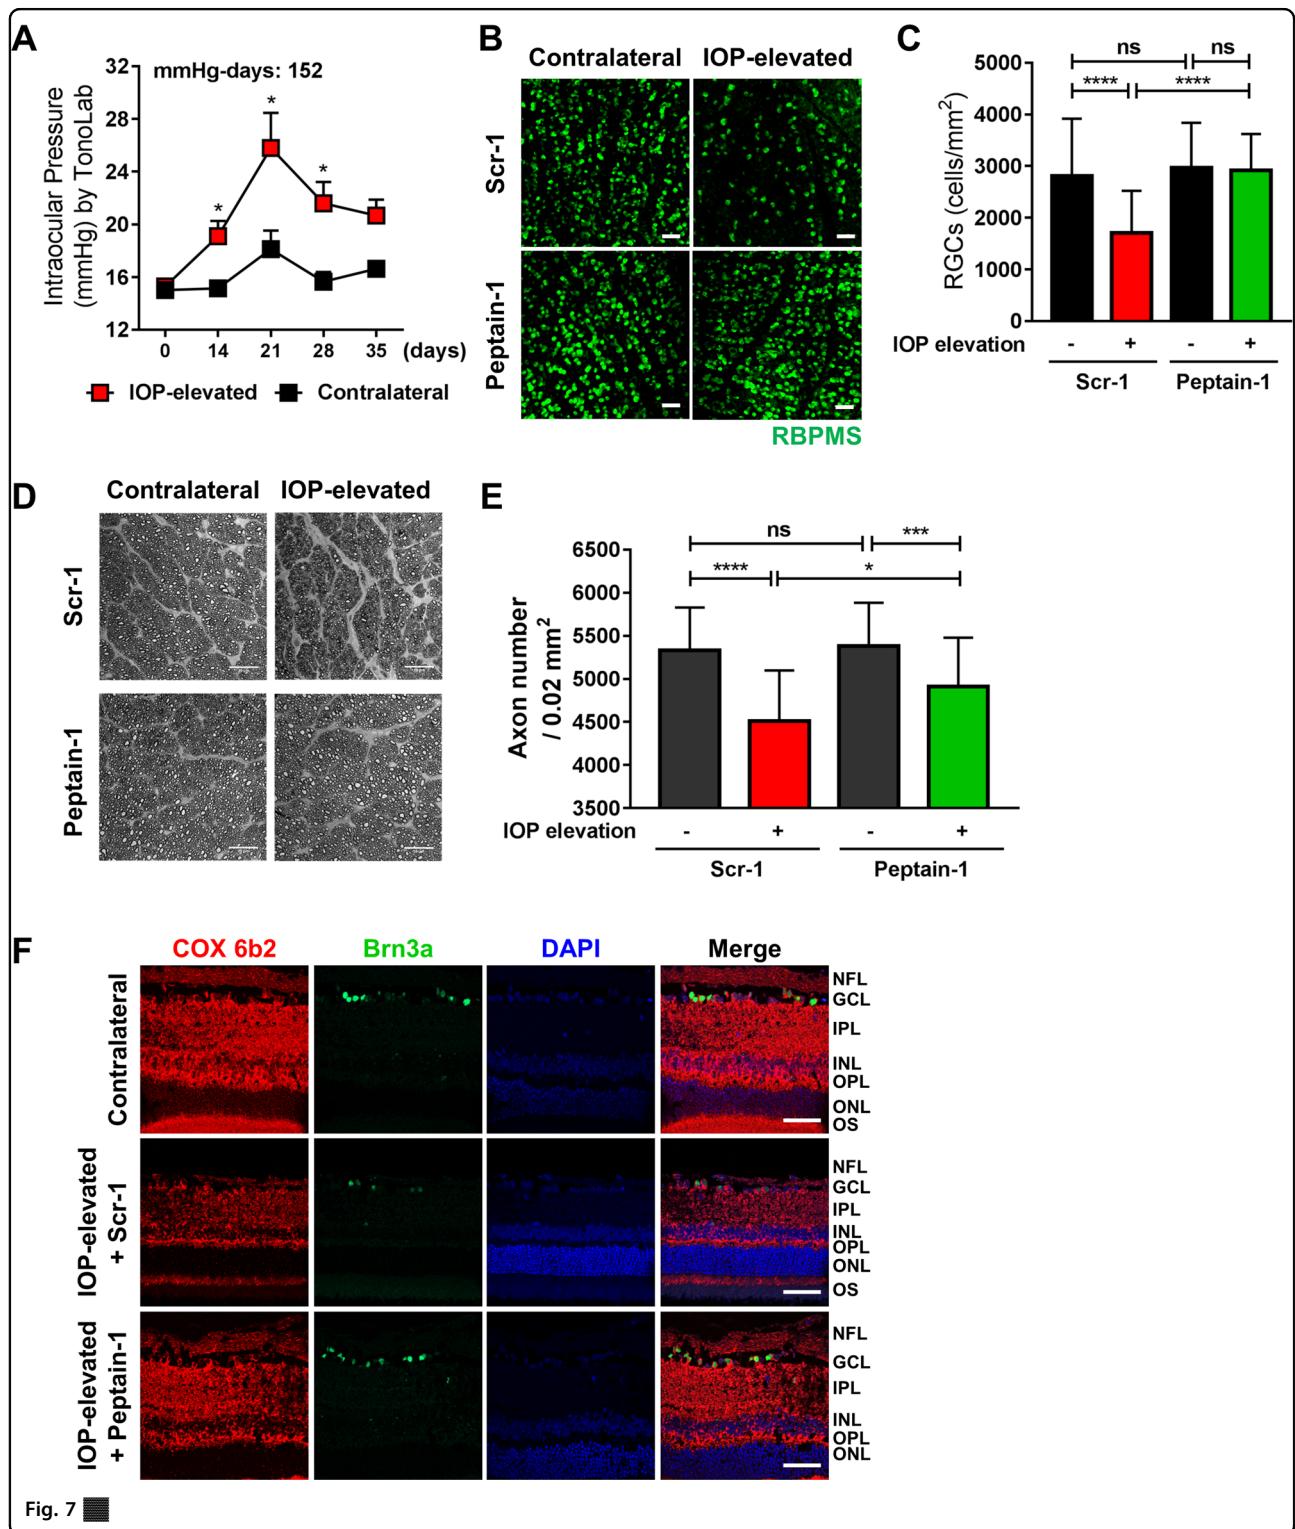 A
mmHg-days: 152
Intraocular Pressure
(mmHg) by TonoLab
32
28
24
20
16
12
*
*
*
0 14 21 28 35 (days)
IOP-elevated Contralateral
B
Contralateral IOP-elevated
Scr-1
Peptain-1
RBPMS
C
ns ns
**** ****
RGCs (cells/mm2)
5000
4000
3000
2000
1000
0
IOP elevation - + - +
Scr-1 Peptain-1
D
Contralateral IOP-elevated
Scr-1
Peptain-1
E
ns ***
**** *
Axon number
/ 0.02 mm2
6500
6000
5500
5000
4500
4000
3500
IOP elevation - + - +
Scr-1 Peptain-1
F
COX 6b2 Brn3a DAPI Merge
Contralateral
NFL
GCL
IPL
INL
OPL
ONL
OS
IOP-elevated
+ Scr-1
NFL
GCL
IPL
INL
OPL
ONL
OS
IOP-elevated
+ Peptain-1
NFL
GCL
IPL
INL
OPL
ONL
Fig. 7